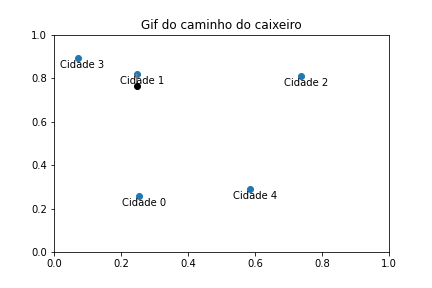 Gif do caminho do caixeiro
1.0
Cidade 3
0.8
Cidade 1
Cidade 2
0.6
0.4
Cidade 4
Cidade 0
0.2
0.0
0.0 0.2 0.4 0.6 0.8 1.0